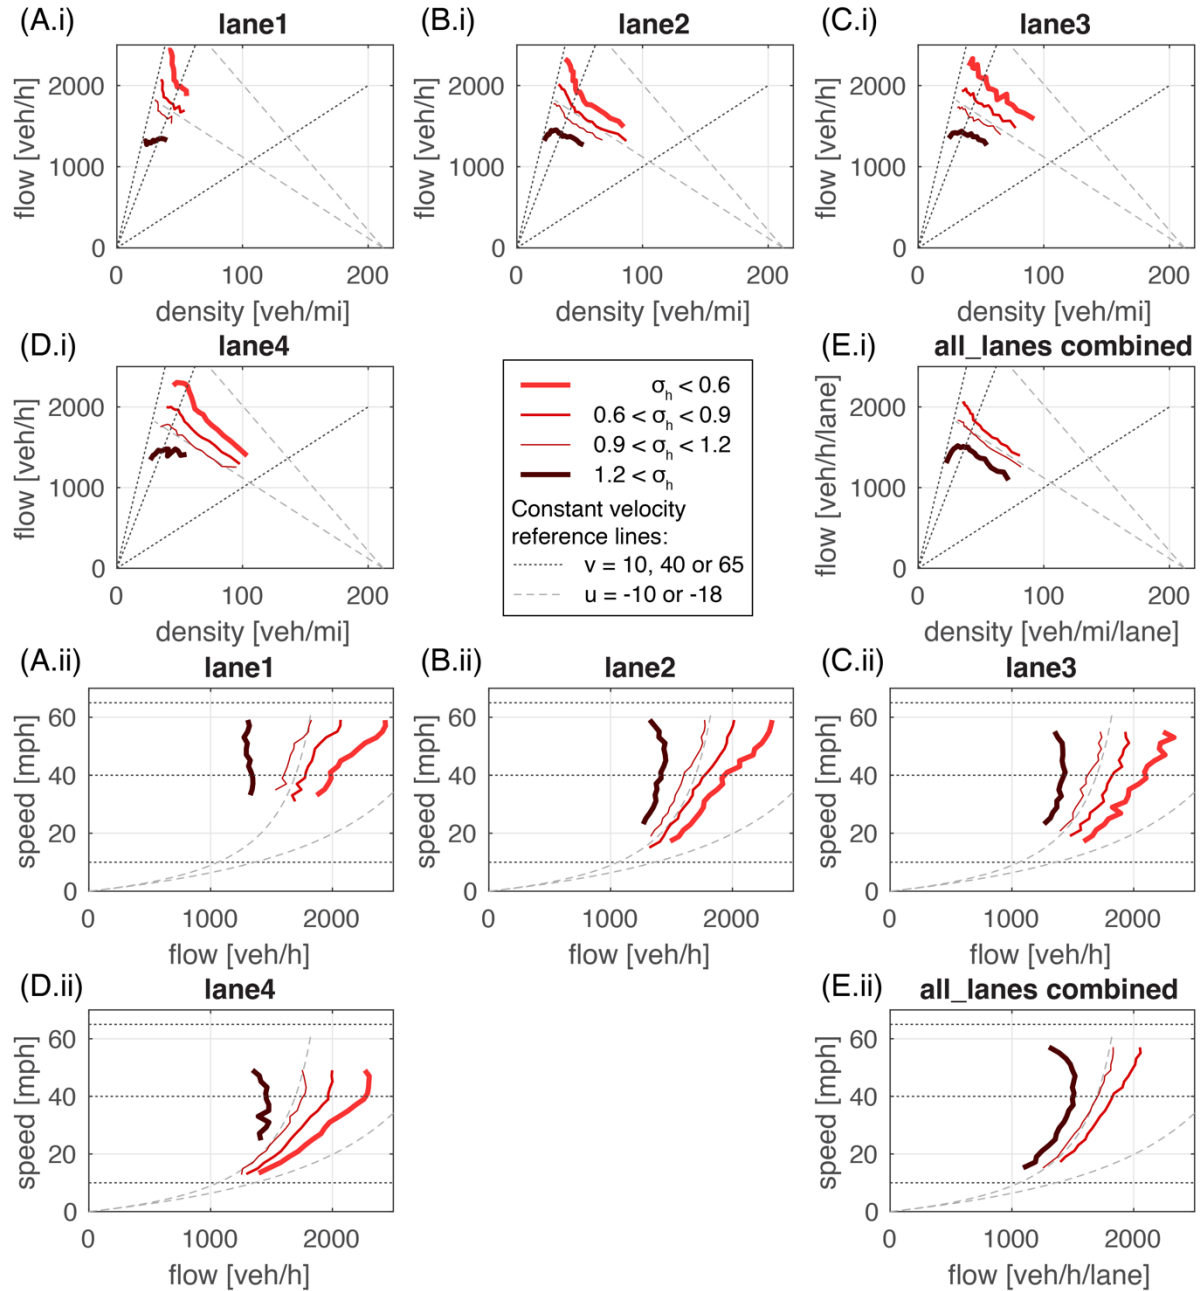 (A.i) lane1
flow [veh/h]
2000
1000
0
0 100 200
density [veh/mi]
(B.i) lane2
flow [veh/h]
2000
1000
0
0 100 200
density [veh/mi]
(C.i) lane3
flow [veh/h]
2000
1000
0
0 100 200
density [veh/mi]
(D.i) lane4
flow [veh/h]
2000
1000
0
0 100 200
density [veh/mi]
σh < 0.6
0.6 < σh < 0.9
0.9 < σh < 1.2
1.2 < σh
Constant velocity
reference lines:
v = 10, 40 or 65
u = -10 or -18
(E.i) all_lanes combined
flow [veh/h/lane]
2000
1000
0
0 100 200
density [veh/mi/lane]
(A.ii) lane1
speed [mph]
60
40
20
0
0 1000 2000
flow [veh/h]
(B.ii) lane2
speed [mph]
60
40
20
0
0 1000 2000
flow [veh/h]
(C.ii) lane3
speed [mph]
60
40
20
0
0 1000 2000
flow [veh/h]
(D.ii) lane4
speed [mph]
60
40
20
0
0 1000 2000
flow [veh/h]
(E.ii) all_lanes combined
speed [mph]
60
40
20
0
0 1000 2000
flow [veh/h/lane]